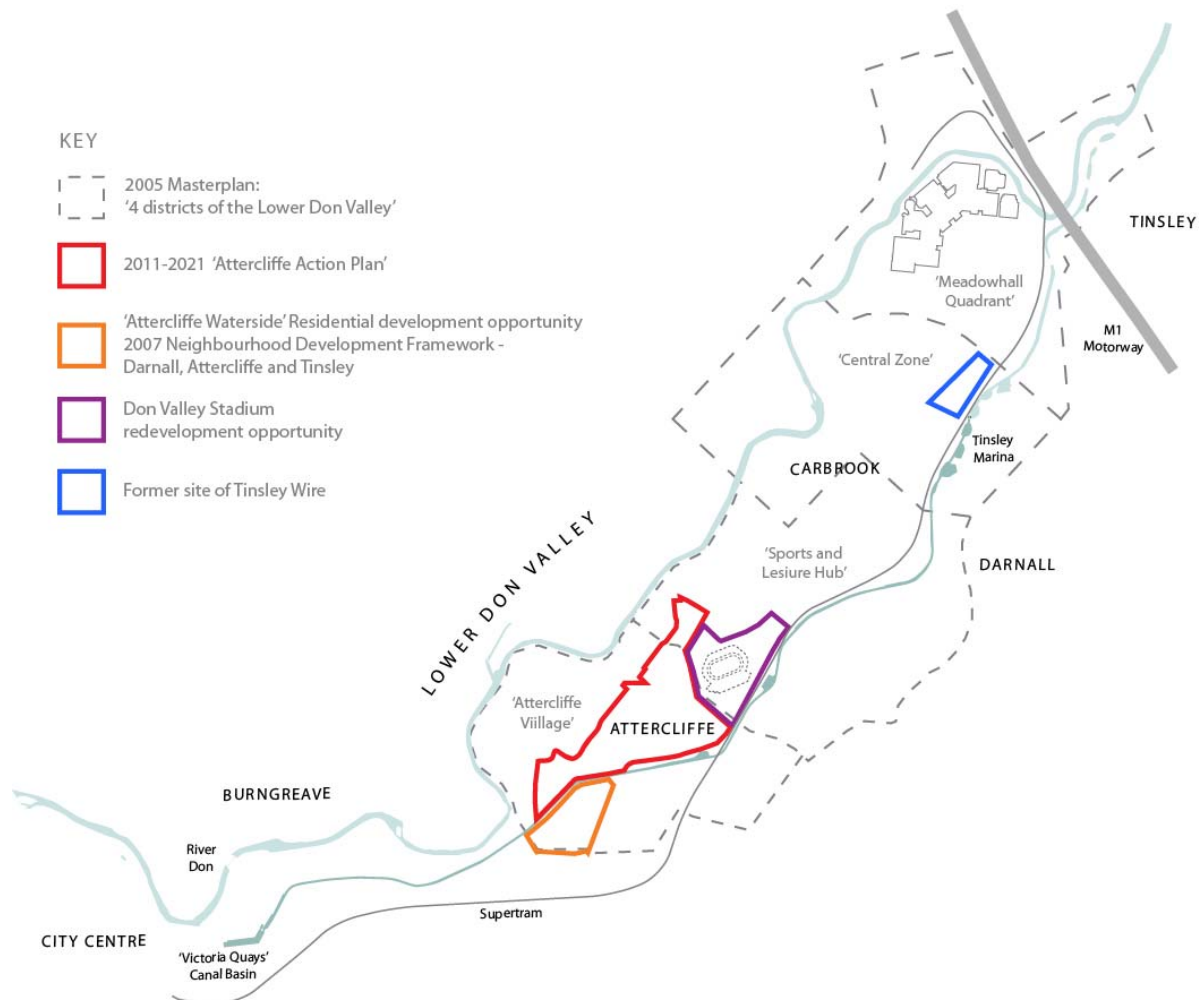 KEY
2005 Masterplan:
'4 districts of the Lower Don Valley'
2011-2021 'Attercliffe Action Plan'
'Attercliffe Waterside' Residential development opportunity
2007 Neighbourhood Development Framework -
Darnall, Attercliffe and Tinsley
Don Valley Stadium
redevelopment opportunity
Former site of Tinsley Wire
TINSLEY
'Meadowhall
Quadrant'
M1
Motorway
'Central Zone'
Tinsley
Marina
CARBROOK
'Sports and
Lesiure Hub'
DARNALL
LOWER DON VALLEY
'Attercliffe
Viillage'
ATTERCLIFFE
BURNGREAVE
River
Don
Supertram
CITY CENTRE
'Victoria Quays'
Canal Basin